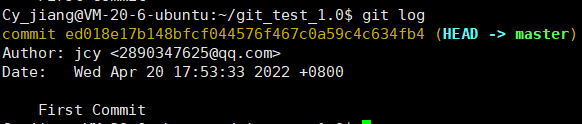 Cy_jiang@VM-20-6-ubuntu:~/git_test_1.0$ git log
commit ed018e17b148bfcf044576f467c0a59c4c634fb4 (HEAD -> master)
Author: jcy <2890347625@qq.com>
Date:   Wed Apr 20 17:53:33 2022 +0800
    First Commit